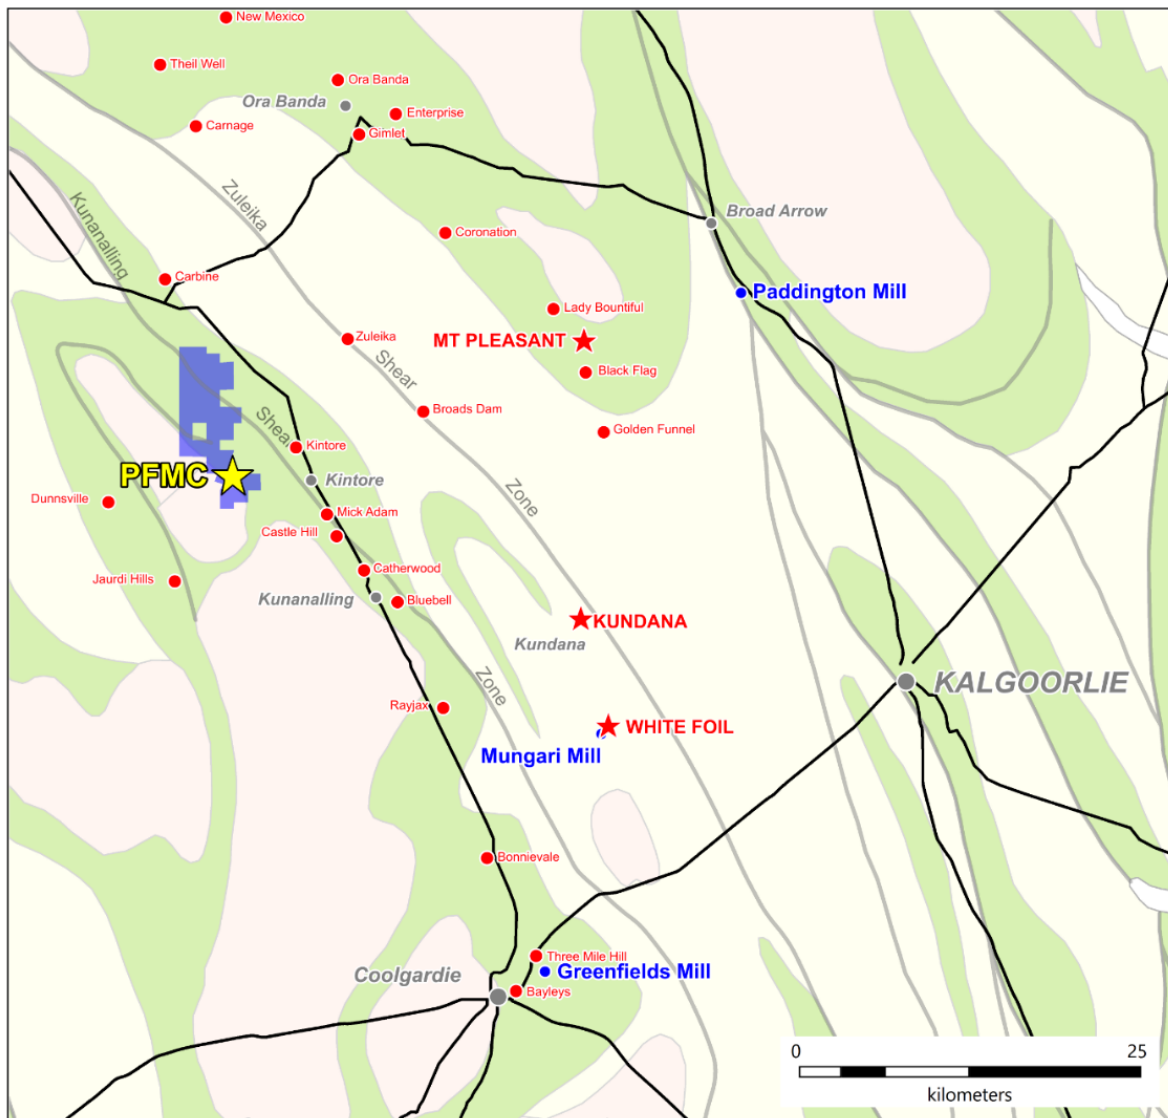 New Mexico
Theil Well
Ora Banda
Ora Banda
Enterprise
Carnage
Gimlet
Kunanalling
Zuleika
Broad Arrow
Coronation
Carbine
Paddington Mill
Lady Bountiful
Zuleika
MT PLEASANT
Shear
Black Flag
Broads Dam
Shear
Golden Funnel
Kintore
PFMC
Kintore
Dunnsville
Zone
Mick Adam
Castle Hill
Catherwood
Jaurdi Hills
Kunanalling
Bluebell
KUNDANA
Kundana
Zone
KALGOORLIE
Rayjax
WHITE FOIL
Mungari Mill
Bonnievale
Three Mile Hill
Coolgardie
Greenfields Mill
Bayleys
0 25
kilometers